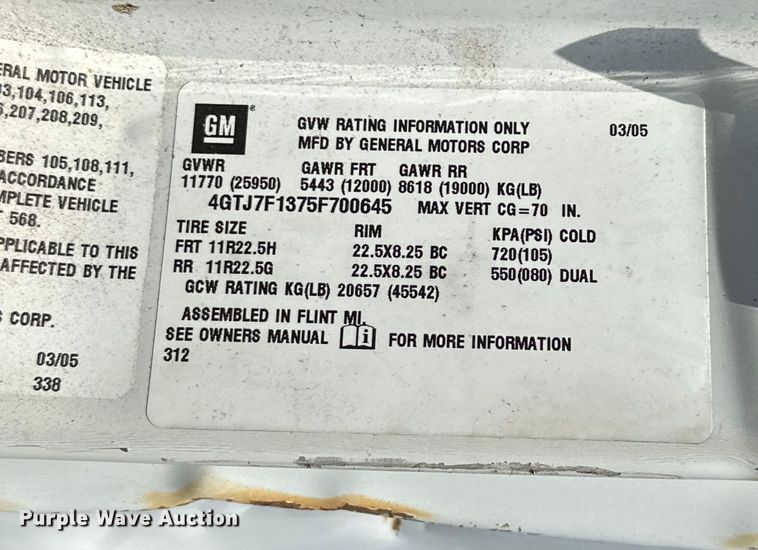 ERAL MOTOR VEHICLE
03,104,106,113,
6,207,208,209,
BERS 105,108,111,
ACCORDANCE
MPLETE VEHICLE
568.
PPLICABLE TO THIS
AFFECTED BY THE
S CORP.
03/05
338
GM ®
GVW RATING INFORMATION ONLY 03/05
MFD BY GENERAL MOTORS CORP
GVWR GAWR FRT GAWR RR
11770 (25950) 5443 (12000) 8618 (19000) KG(LB)
4GTJ7F1375F700645 MAX VERT CG=70 IN.
TIRE SIZE RIM KPA(PSI) COLD
FRT 11R22.5H 22.5X8.25 BC 720(105)
RR 11R22.5G 22.5X8.25 BC 550(080) DUAL
GCW RATING KG(LB) 20657 (45542)
ASSEMBLED IN FLINT MI.
SEE OWNERS MANUAL i FOR MORE INFORMATION
312
Purple Wave Auction